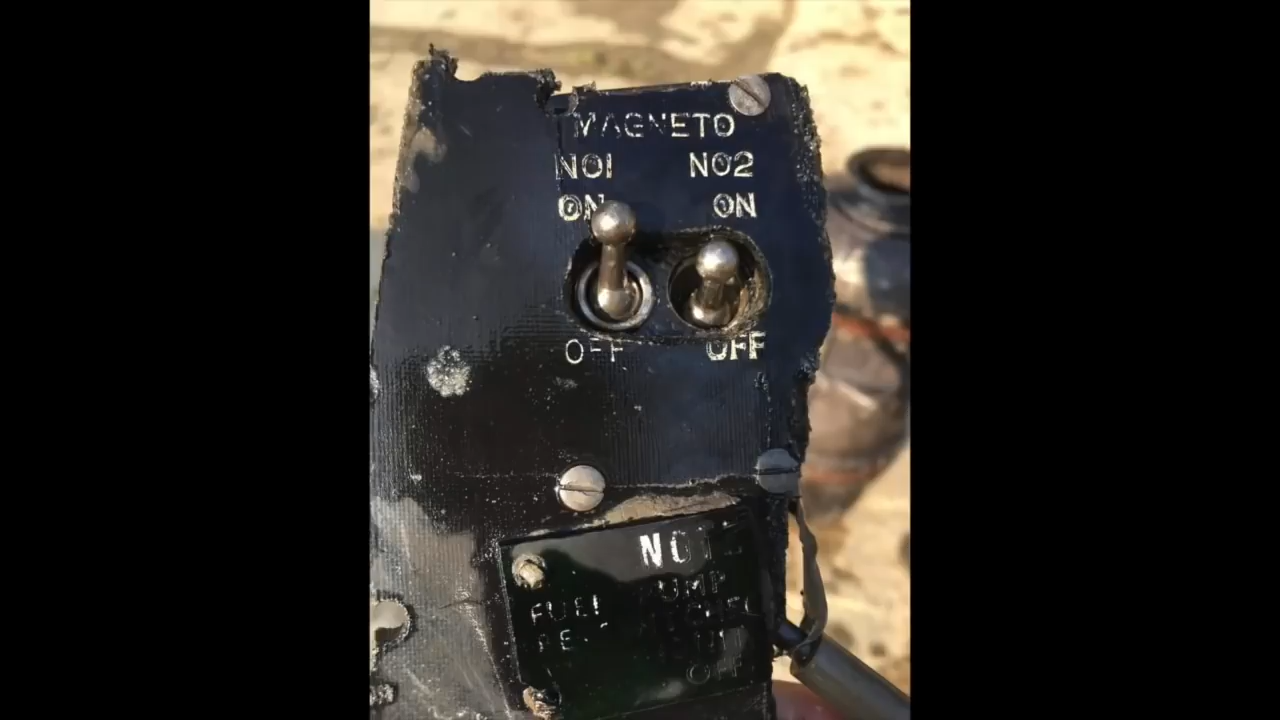 MAGNETO
NO1 NO2
ON ON
OFF OFF
NOTE
FUEL PUMP
OFF